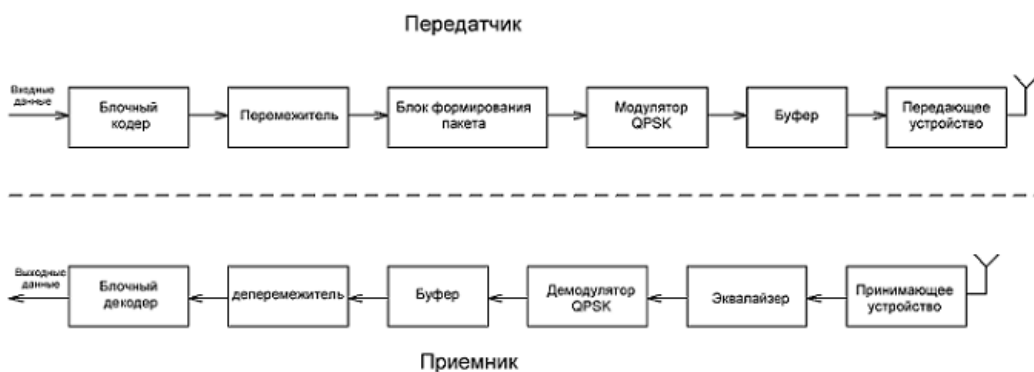 Передатчик
Входные
данные
Блочный
кодер
Перемежитель
Блок формирования
пакета
Модулятор
QPSK
Буфер
Передающее
устройство
Выходные
данные
Блочный
декодер
деперемежитель
Буфер
Демодулятор
QPSK
Эквалайзер
Принимающее
устройство
Приемник